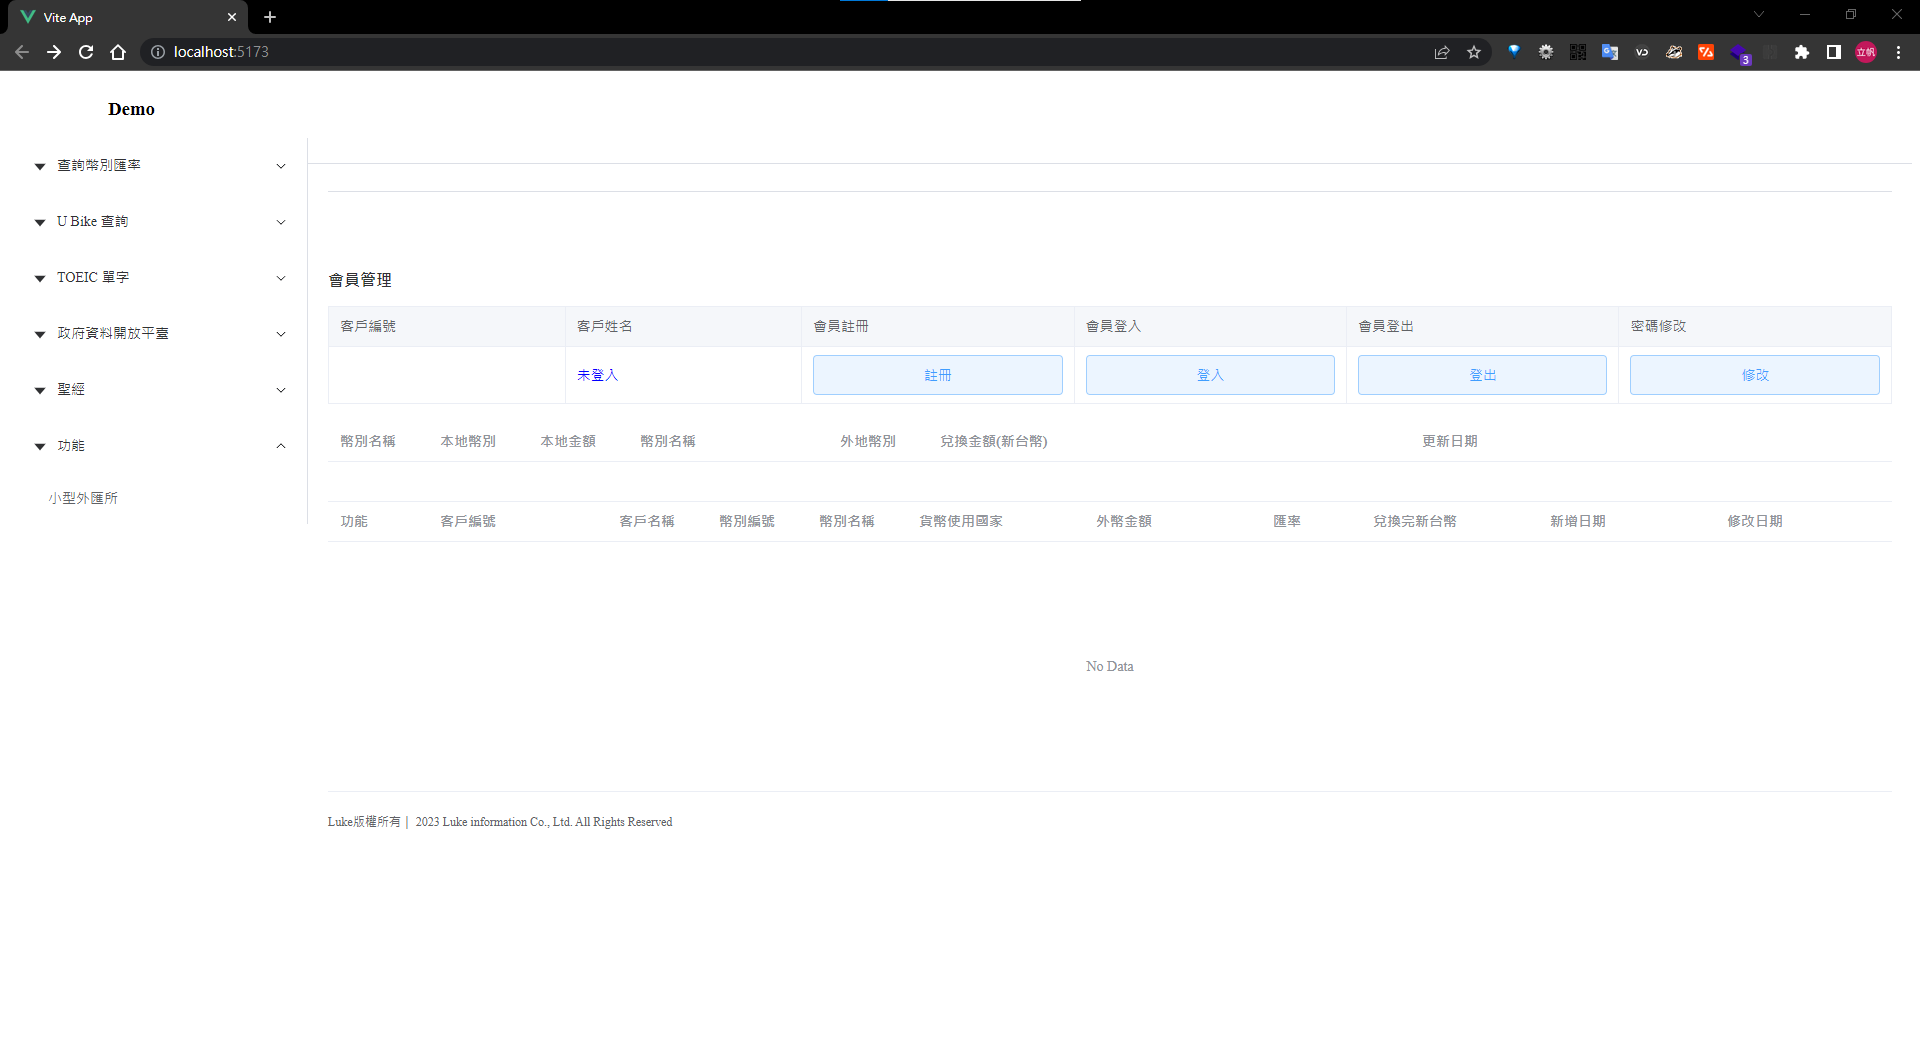 Vite App
localhost:5173
3
立帆
Demo
查詢幣別匯率
U Bike 查詢
TOEIC 單字
政府資料開放平臺
聖經
功能
小型外匯所
會員管理
客戶編號 客戶姓名 會員註冊 會員登入 會員登出 密碼修改
未登入 註冊 登入 登出 修改
幣別名稱 本地幣別 本地金額 幣別名稱 外地幣別 兌換金額(新台幣) 更新日期
功能 客戶編號 客戶名稱 幣別編號 幣別名稱 貨幣使用國家 外幣金額 匯率 兌換完新台幣 新增日期 修改日期
No Data
Luke版權所有｜ 2023 Luke information Co., Ltd. All Rights Reserved